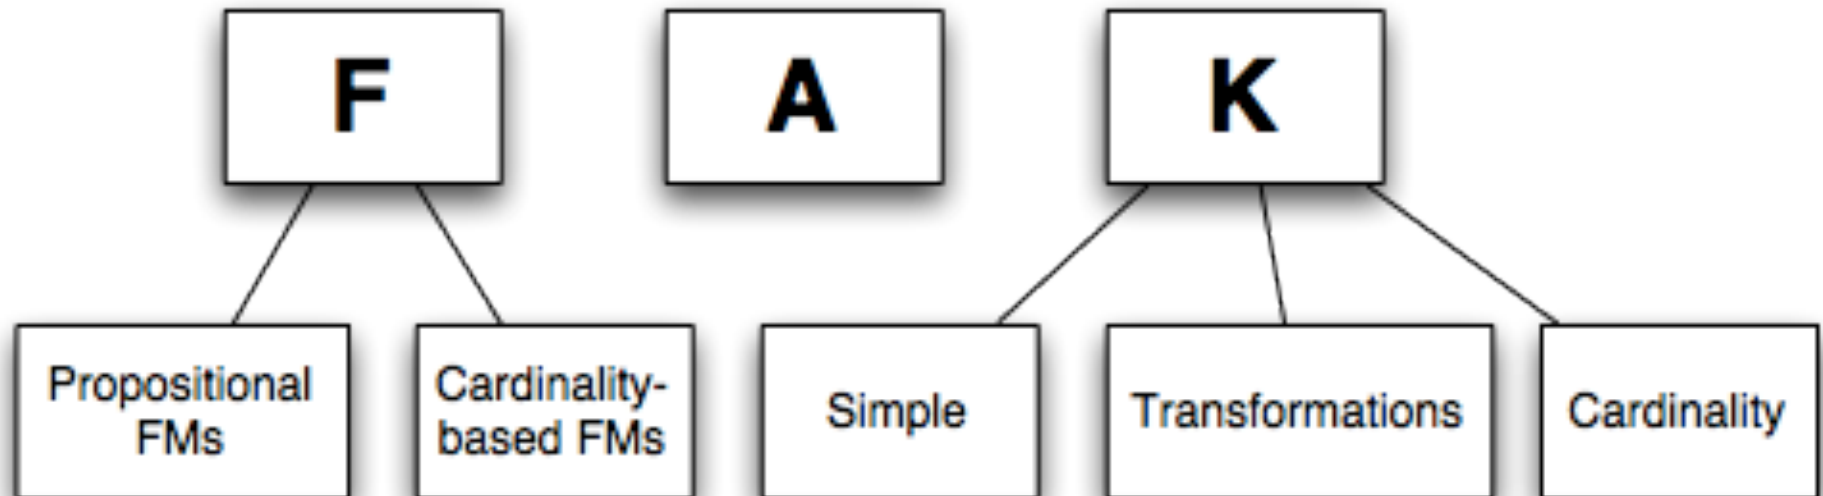 F
A
K
Propositional
FMs
Cardinality-
based FMs
Simple
Transformations
Cardinality